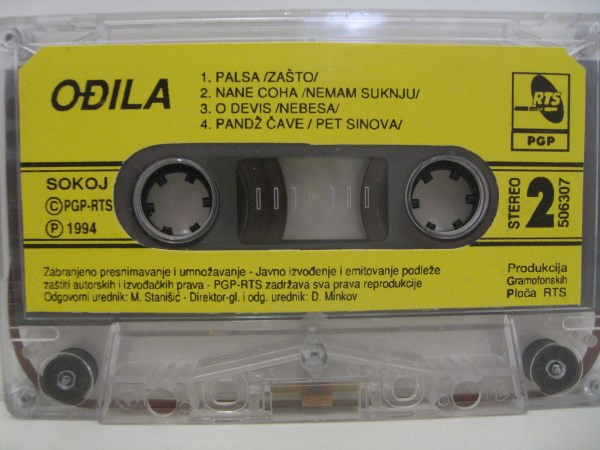 OĐILA
1. PALSA /ZAŠTO/
2. NANE COHA /NEMAM SUKNJU/
3. O DEVIS /NEBESA/
4. PANDŽ ČAVE / PET SINOVA/
RTS
PGP
SOKOJ
©PGP-RTS
Ⓟ 1994
STEREO
2
506307
Zabranjeno presnimavanje i umnožavanje - Javno izvođenje i emitovanje podleže
zaštiti autorskih i izvođačkih prava - PGP-RTS zadržava sva prava reprodukcije
Odgovorni urednik: M. Stanišić - Direktor-gl. i odg. urednik: D. Minkov
Produkcija
Gramofonskih
Ploča RTS